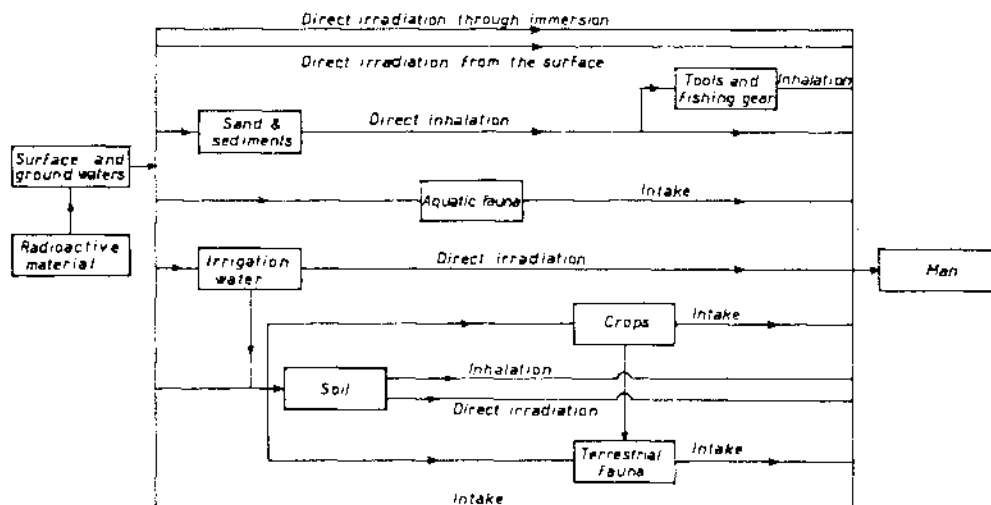 Direct irradiation through immersion
Direct irradiation from the surface
Tools and
fishing gear
Inhalation
Sand &
sediments
Direct inhalation
Surface and
ground waters
Aquatic Fauna
Intake
Radioactive
material
Irrigation
water
Direct irradiation
Man
Crops
Intake
Soil
Inhalation
Direct irradiation
Terrestrial
Fauna
Intake
Intake